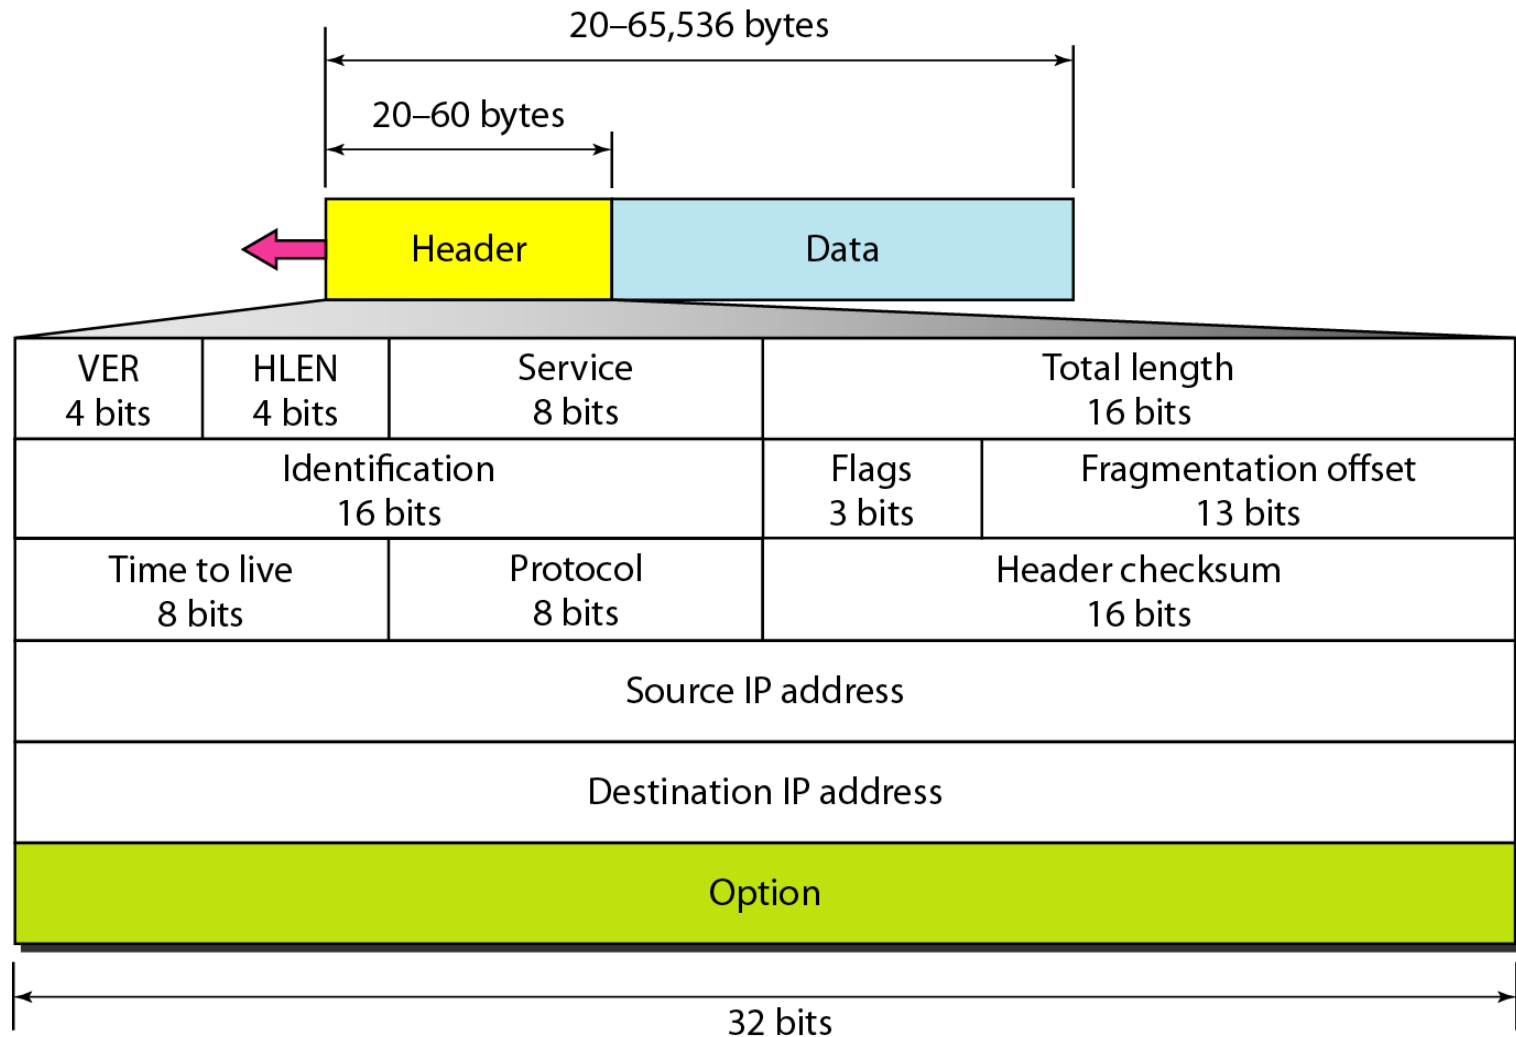 20–65,536 bytes
20–60 bytes
Header
Data
VER
4 bits
HLEN
4 bits
Service
8 bits
Total length
16 bits
Identification
16 bits
Flags
3 bits
Fragmentation offset
13 bits
Time to live
8 bits
Protocol
8 bits
Header checksum
16 bits
Source IP address
Destination IP address
Option
32 bits